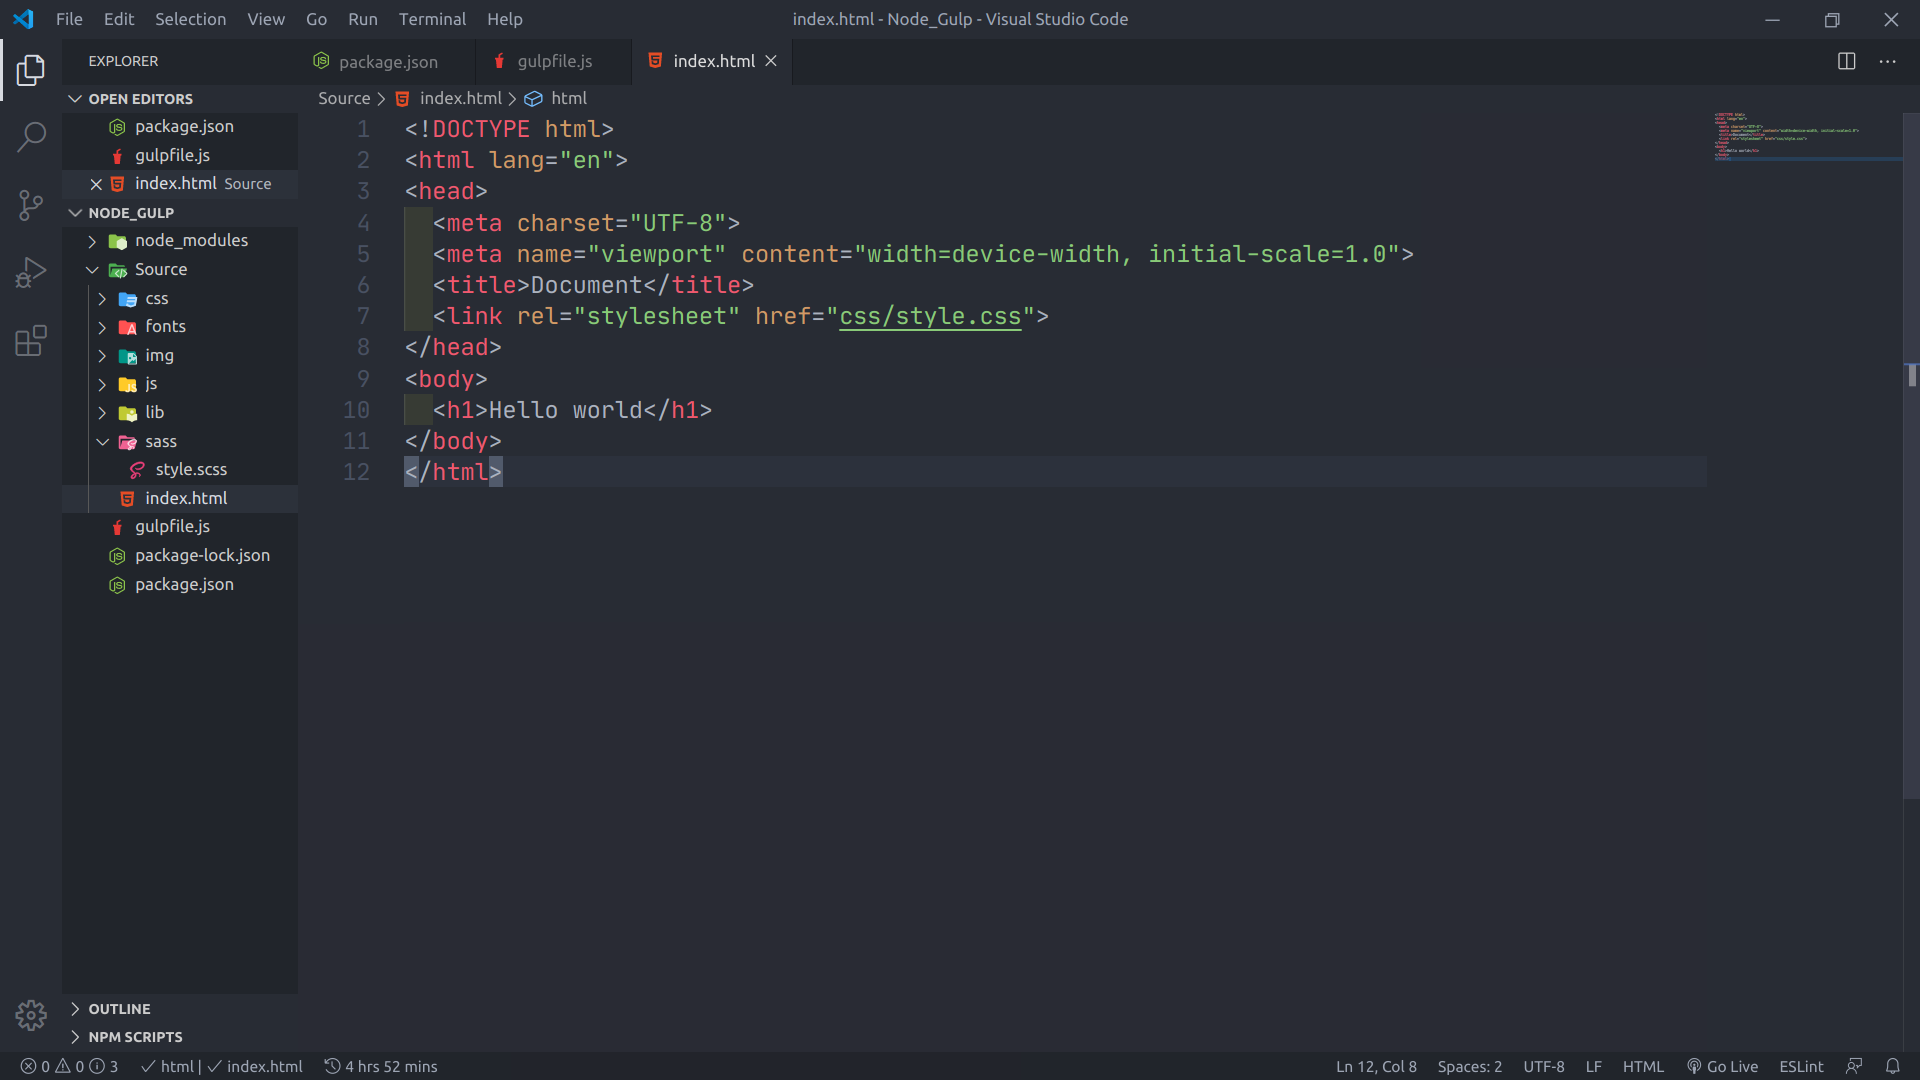 File Edit Selection View Go Run Terminal Help
index.html - Node_Gulp - Visual Studio Code
EXPLORER
package.json
gulpfile.js
index.html
OPEN EDITORS
package.json
gulpfile.js
index.html Source
NODE_GULP
node_modules
Source
css
fonts
img
js
lib
sass
style.scss
index.html
gulpfile.js
package-lock.json
package.json
OUTLINE
NPM SCRIPTS
Source > index.html > html
1 <!DOCTYPE html>
2 <html lang="en">
3 <head>
4 <meta charset="UTF-8">
5 <meta name="viewport" content="width=device-width, initial-scale=1.0">
6 <title>Document</title>
7 <link rel="stylesheet" href="css/style.css">
8 </head>
9 <body>
10 <h1>Hello world</h1>
11 </body>
12 </html>
0 0 3 html | index.html 4 hrs 52 mins
Ln 12, Col 8 Spaces: 2 UTF-8 LF HTML Go Live ESLint